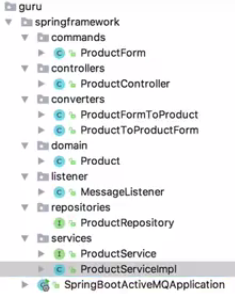 guru
springframework
commands
ProductForm
controllers
ProductController
converters
ProductFormToProduct
ProductToProductForm
domain
Product
listener
MessageListener
repositories
ProductRepository
services
ProductService
ProductServiceImpl
SpringBootActiveMQApplication